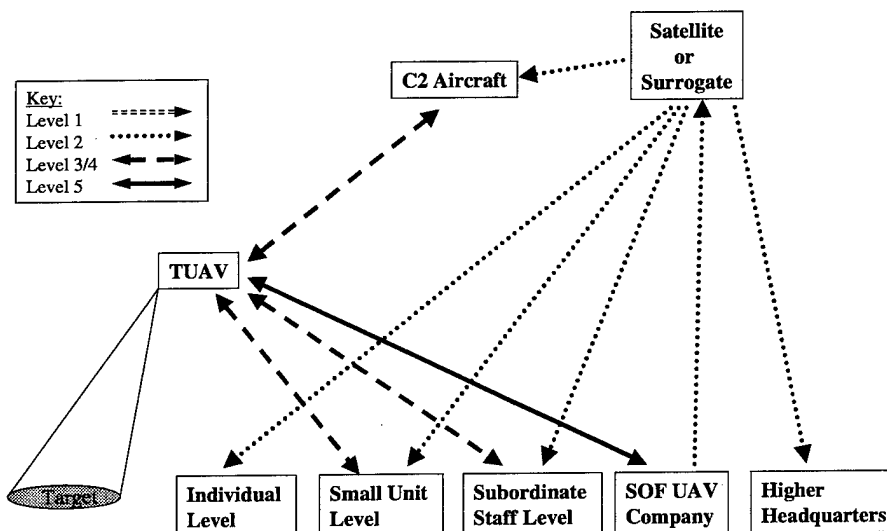 Satellite
or
Surrogate
C2 Aircraft
Key:
Level 1
Level 2
Level 3/4
Level 5
TUAV
Target
Individual
Level
Small Unit
Level
Subordinate
Staff Level
SOF UAV
Company
Higher
Headquarters